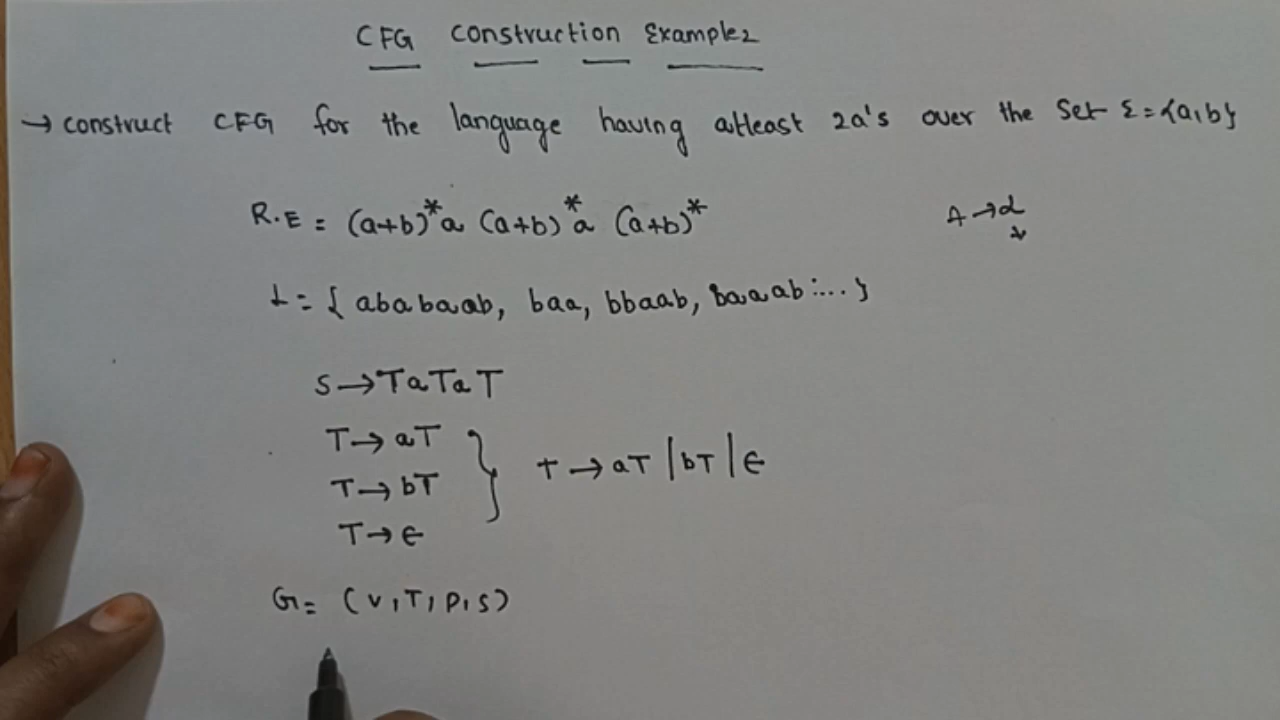 CFG construction Example2
→ construct CFG for the language having atleast 2a's over the set Σ={a,b}
R.E = (a+b)*a (a+b)*a (a+b)*
A→α
L= { abababaab, baa, bbaab, baaab .... }
S→TaTaT
T→aT
T→bT
T→ϵ
T→aT|bT|ϵ
G= (V,T,P,S)